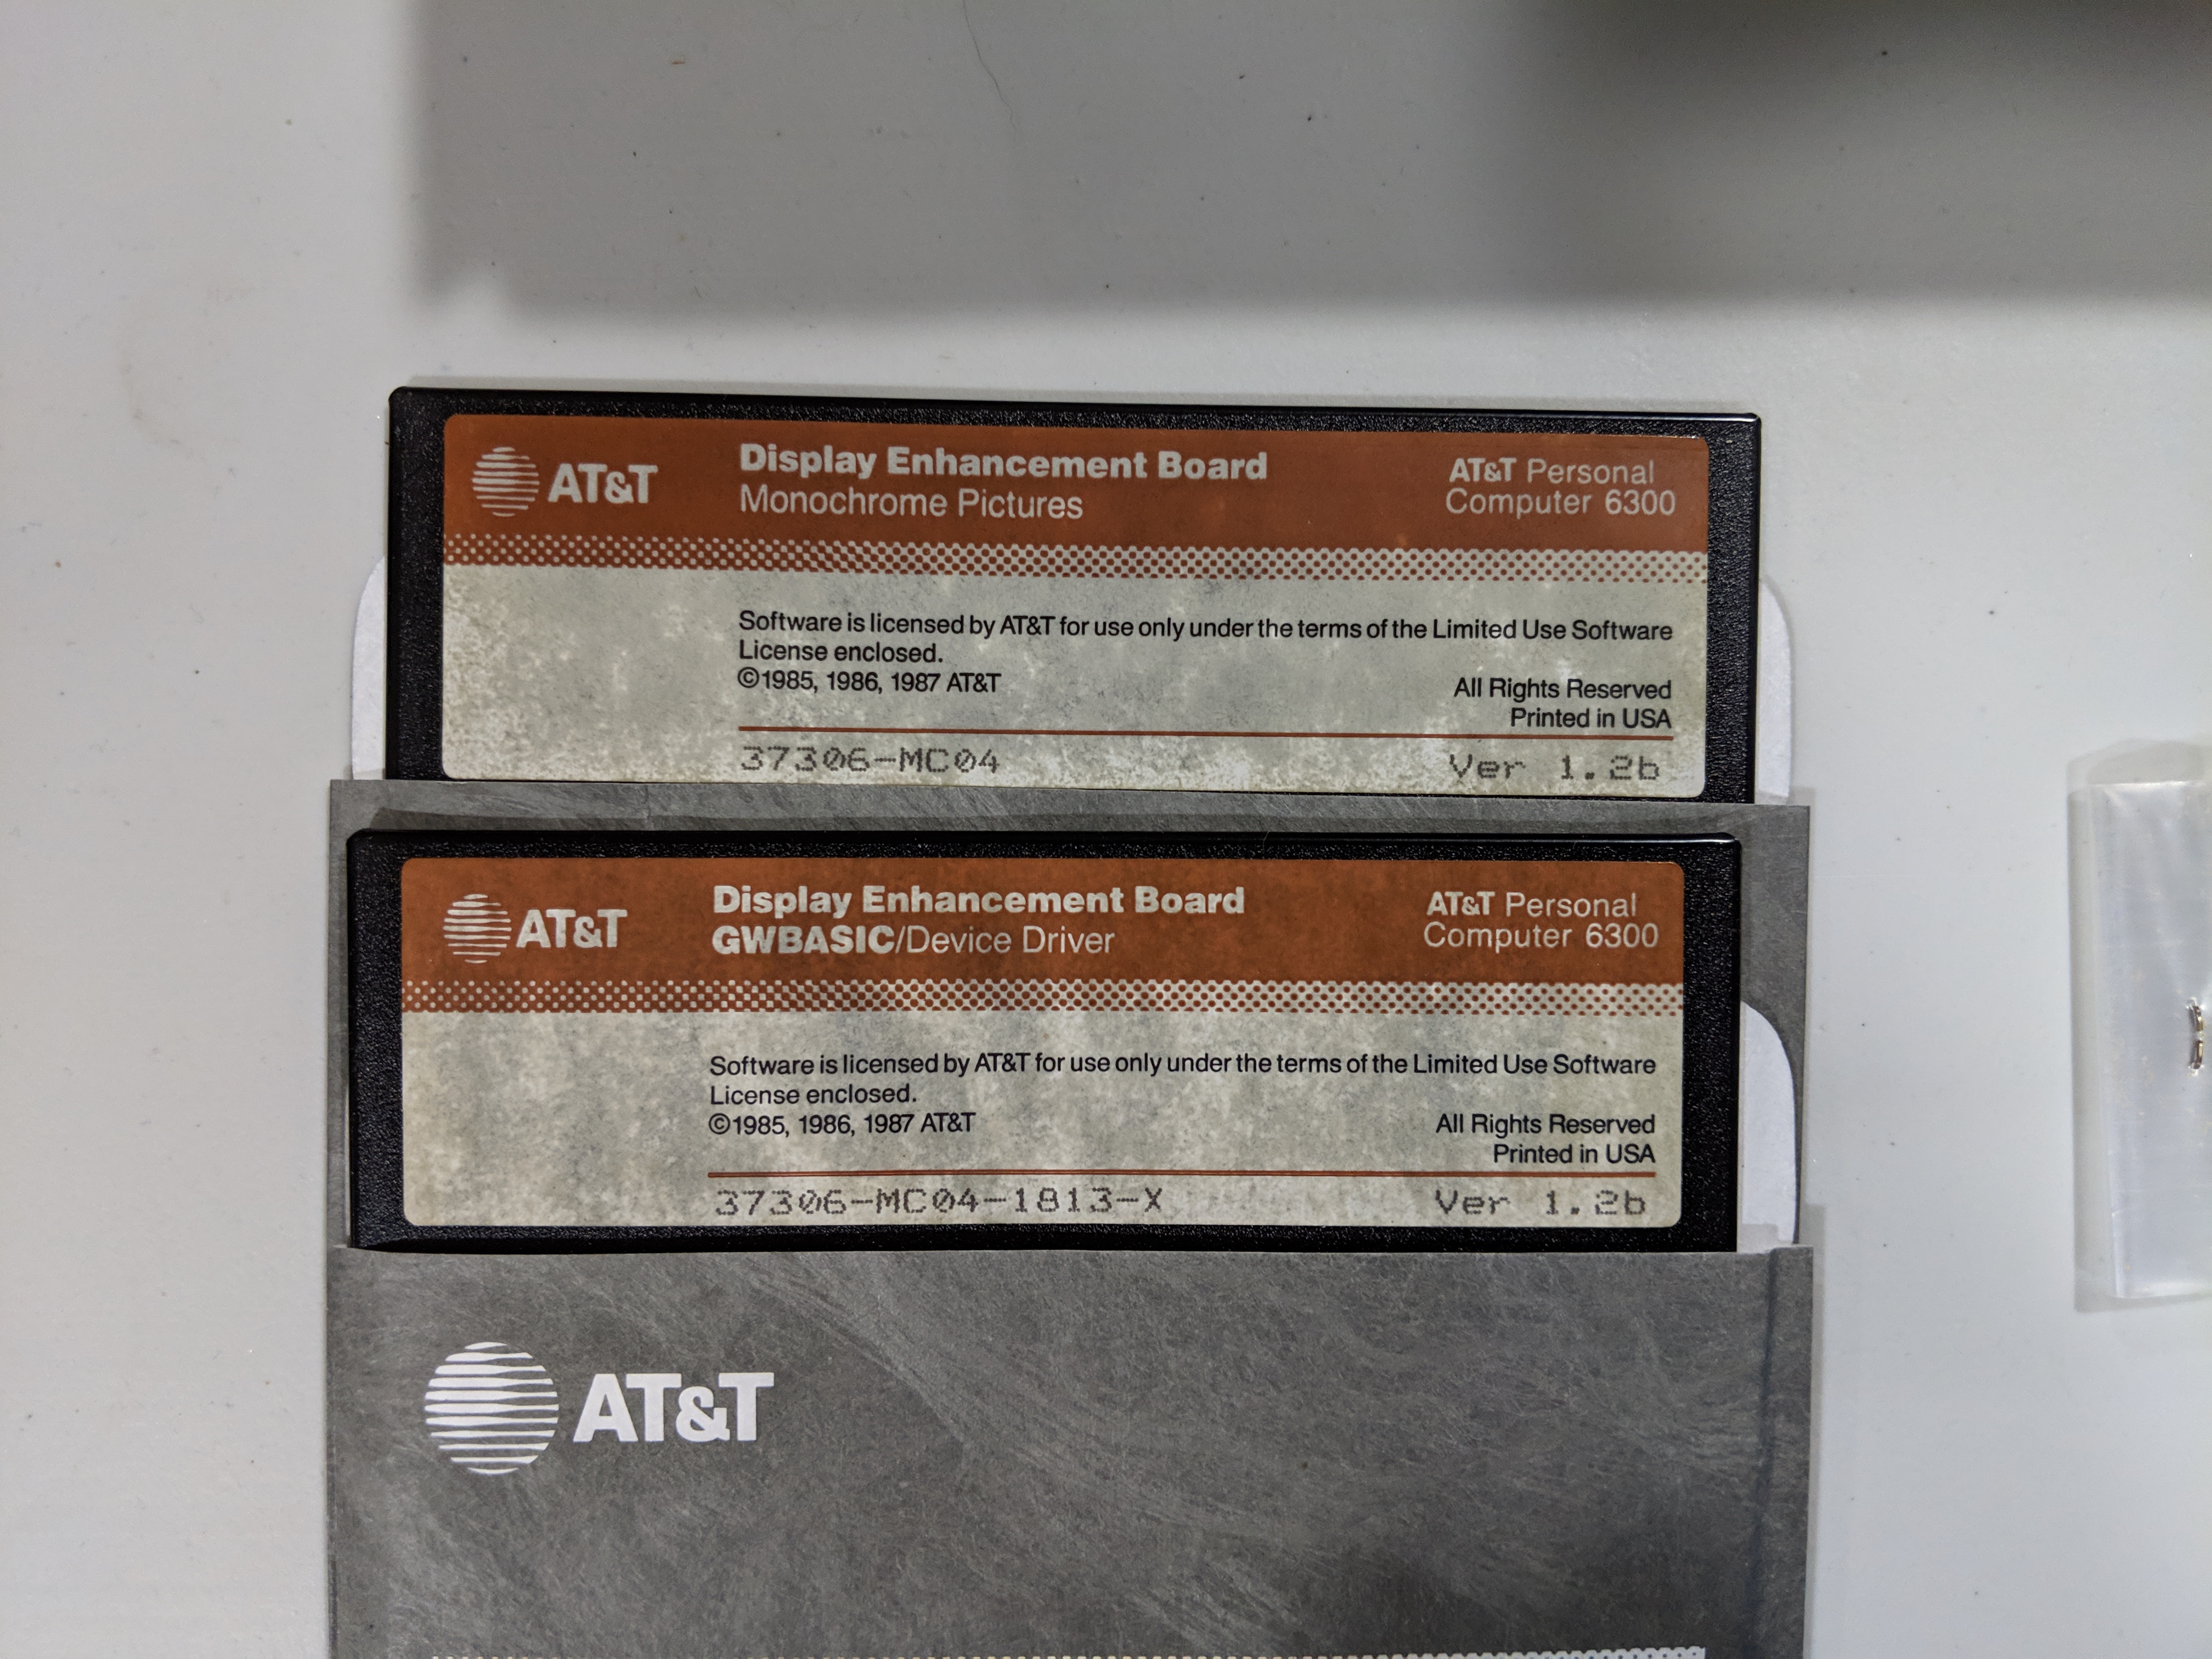 AT&T
Display Enhancement Board
Monochrome Pictures
AT&T Personal
Computer 6300
Software is licensed by AT&T for use only under the terms of the Limited Use Software
License enclosed.
©1985, 1986, 1987 AT&T
All Rights Reserved
Printed in USA
37306-MC04
Ver 1.2b
AT&T
Display Enhancement Board
GWBASIC/Device Driver
AT&T Personal
Computer 6300
Software is licensed by AT&T for use only under the terms of the Limited Use Software
License enclosed.
©1985, 1986, 1987 AT&T
All Rights Reserved
Printed in USA
37306-MC04-1813-X
Ver 1.2b
AT&T